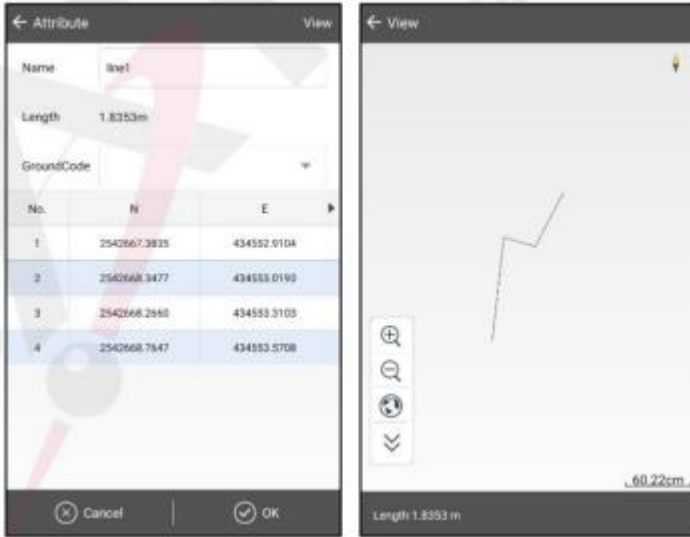 Attribute View
Name line1
Length 1.8353m
GroundCode
No. N E
1 2542667.3835 434552.9104
2 2542668.3477 434553.0193
3 2542668.2660 434553.3103
4 2542668.7647 434553.5708
Cancel OK
View
60.22cm
Length:1.8353 m